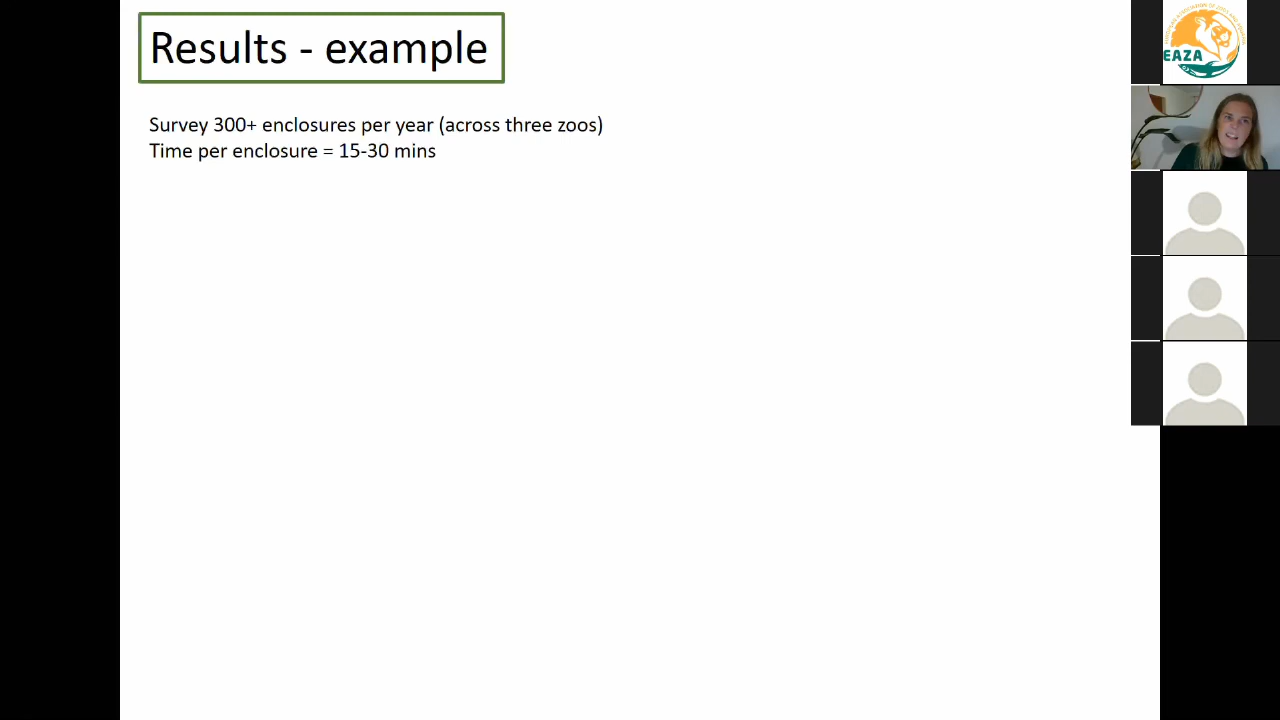 Results - example
Survey 300+ enclosures per year (across three zoos)
Time per enclosure = 15-30 mins
EAZA